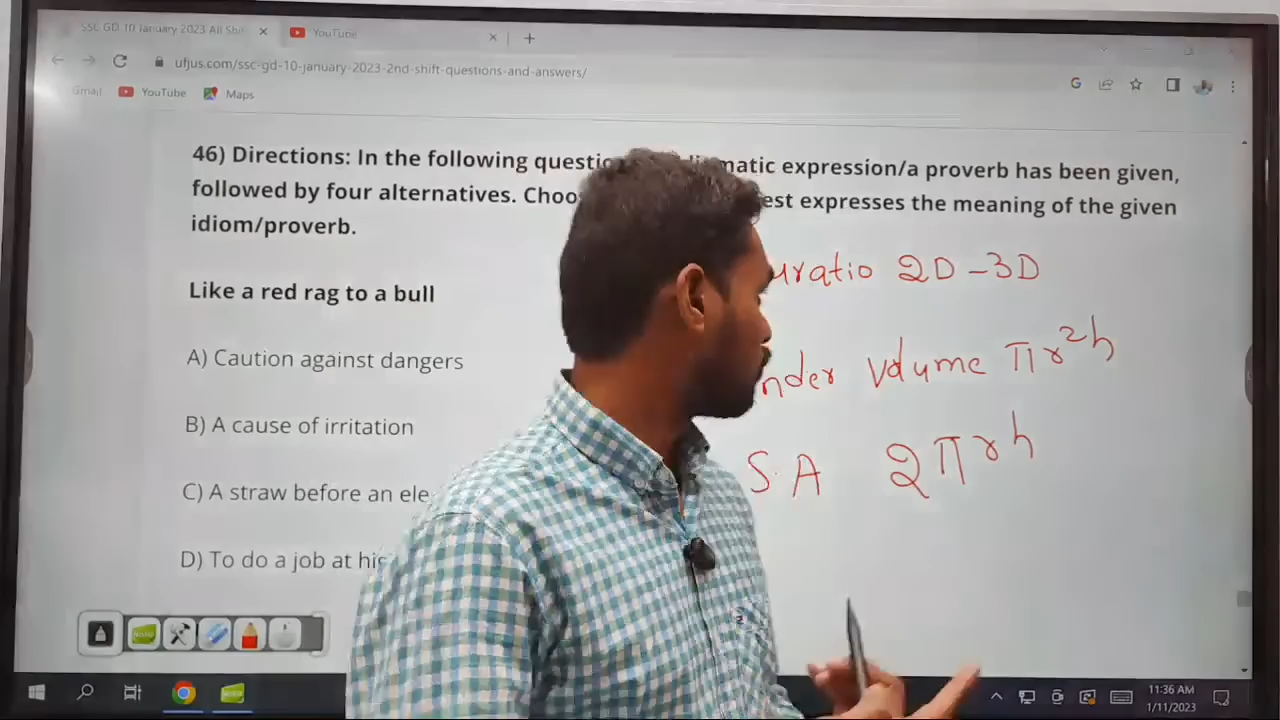 SSC GD 10 January 2023 All Shi
YouTube
ufjus.com/ssc-gd-10-january-2023-2nd-shift-questions-and-answers/
Gmail YouTube Maps
46) Directions: In the following questio matic expression/a proverb has been given,
followed by four alternatives. Choo est expresses the meaning of the given
idiom/proverb.
uratio 2D-3D
Like a red rag to a bull
A) Caution against dangers
nder volume πr²h
B) A cause of irritation
S.A 2πrh
C) A straw before an ele
D) To do a job at his
11:36 AM
1/11/2023